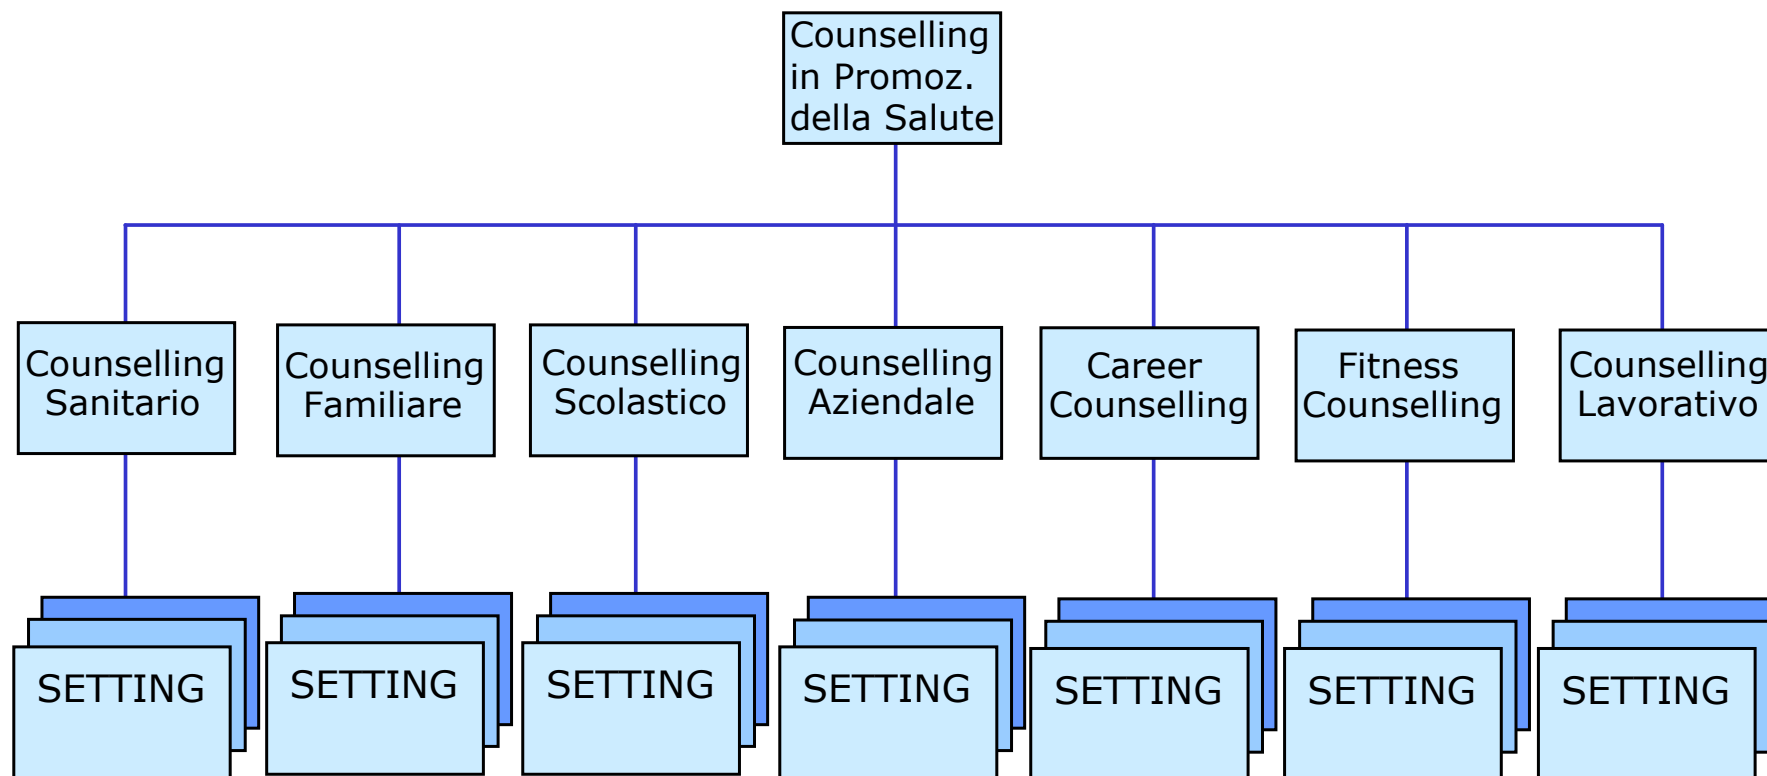 Counselling
in Promoz.
della Salute
Counselling
Sanitario
Counselling
Familiare
Counselling
Scolastico
Counselling
Aziendale
Career
Counselling
Fitness
Counselling
Counselling
Lavorativo
SETTING
SETTING
SETTING
SETTING
SETTING
SETTING
SETTING